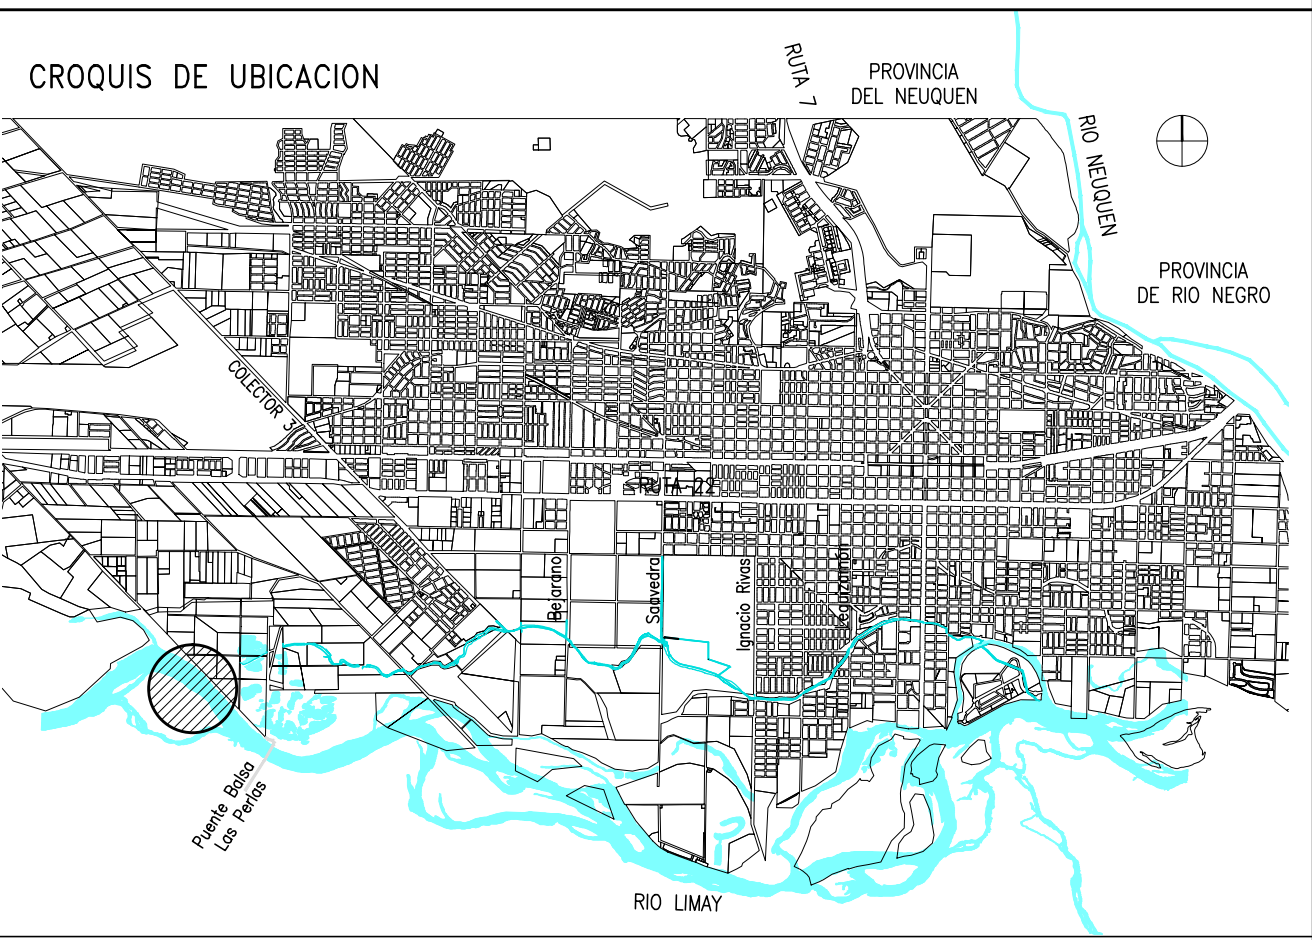 CROQUIS DE UBICACION
RUTA 7
PROVINCIA
DEL NEUQUEN
RIO NEUQUEN
PROVINCIA
DE RIO NEGRO
COLECTOR 3
RUTA 22
Bejarano
Saavedra
Ignacio Rivas
Puente Balsa
Las Perlas
RIO LIMAY